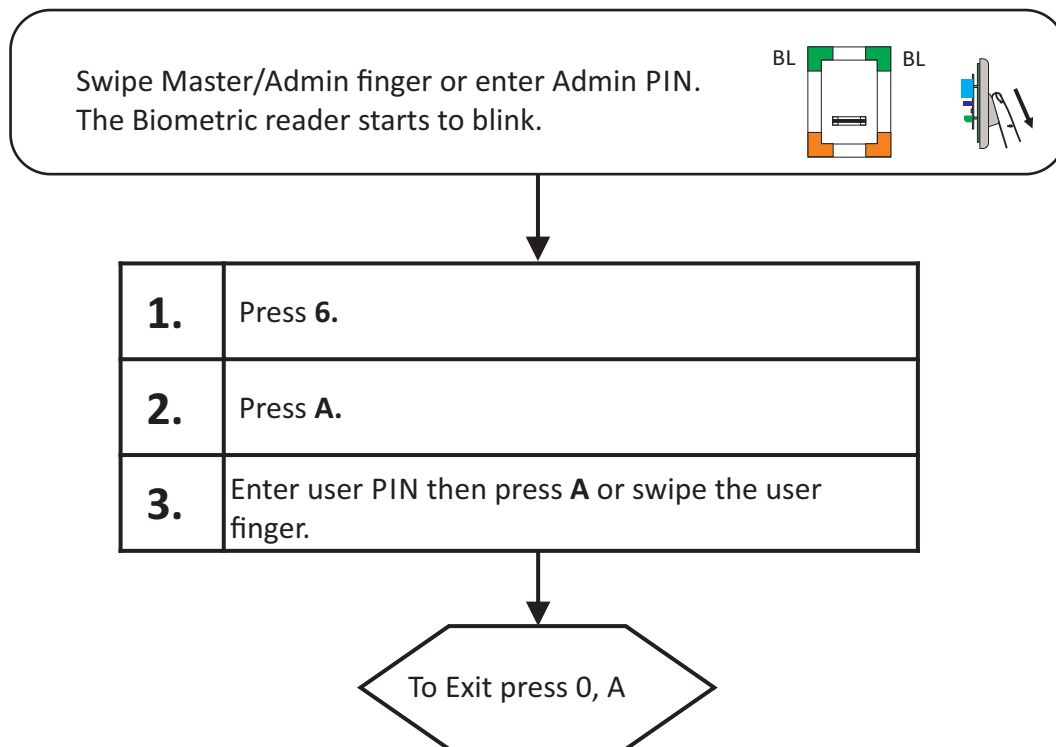 Swipe Master/Admin finger or enter Admin PIN.
The Biometric reader starts to blink.
BL
BL
1.
Press 6.
2.
Press A.
3.
Enter user PIN then press A or swipe the user
finger.
To Exit press 0, A